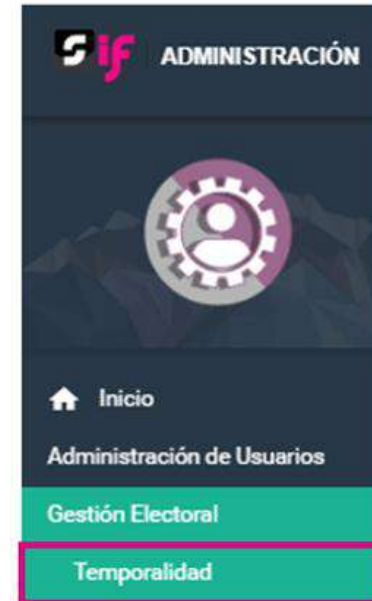 Sif ADMINISTRACIÓN
Inicio
Administración de Usuarios
Gestión Electoral
Temporalidad